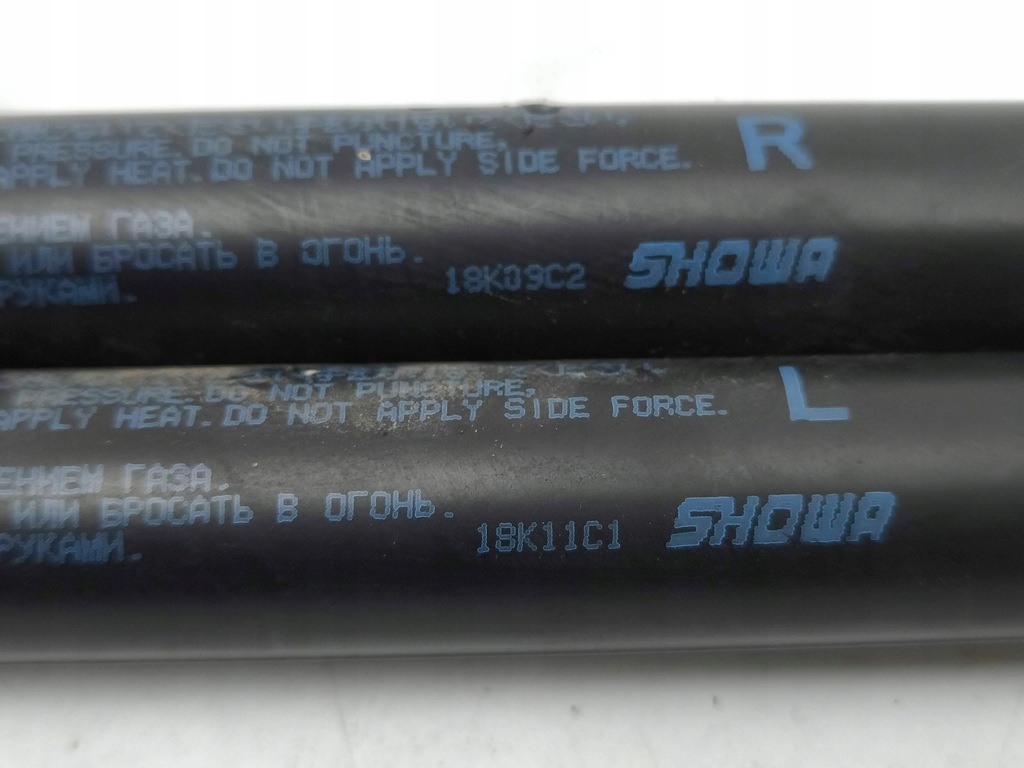 PRESSURE. DO NOT PUNCTURE,
APPLY HEAT. DO NOT APPLY SIDE FORCE.
R
ЕНИЕМ ГАЗА.
ИЛИ БРОСАТЬ В ОГОНЬ.
РУКАМИ.
18K09C2
SHOWA
PRESSURE. DO NOT PUNCTURE,
APPLY HEAT. DO NOT APPLY SIDE FORCE.
L
ЕНИЕМ ГАЗА.
ИЛИ БРОСАТЬ В ОГОНЬ.
РУКАМИ.
18K11C1
SHOWA